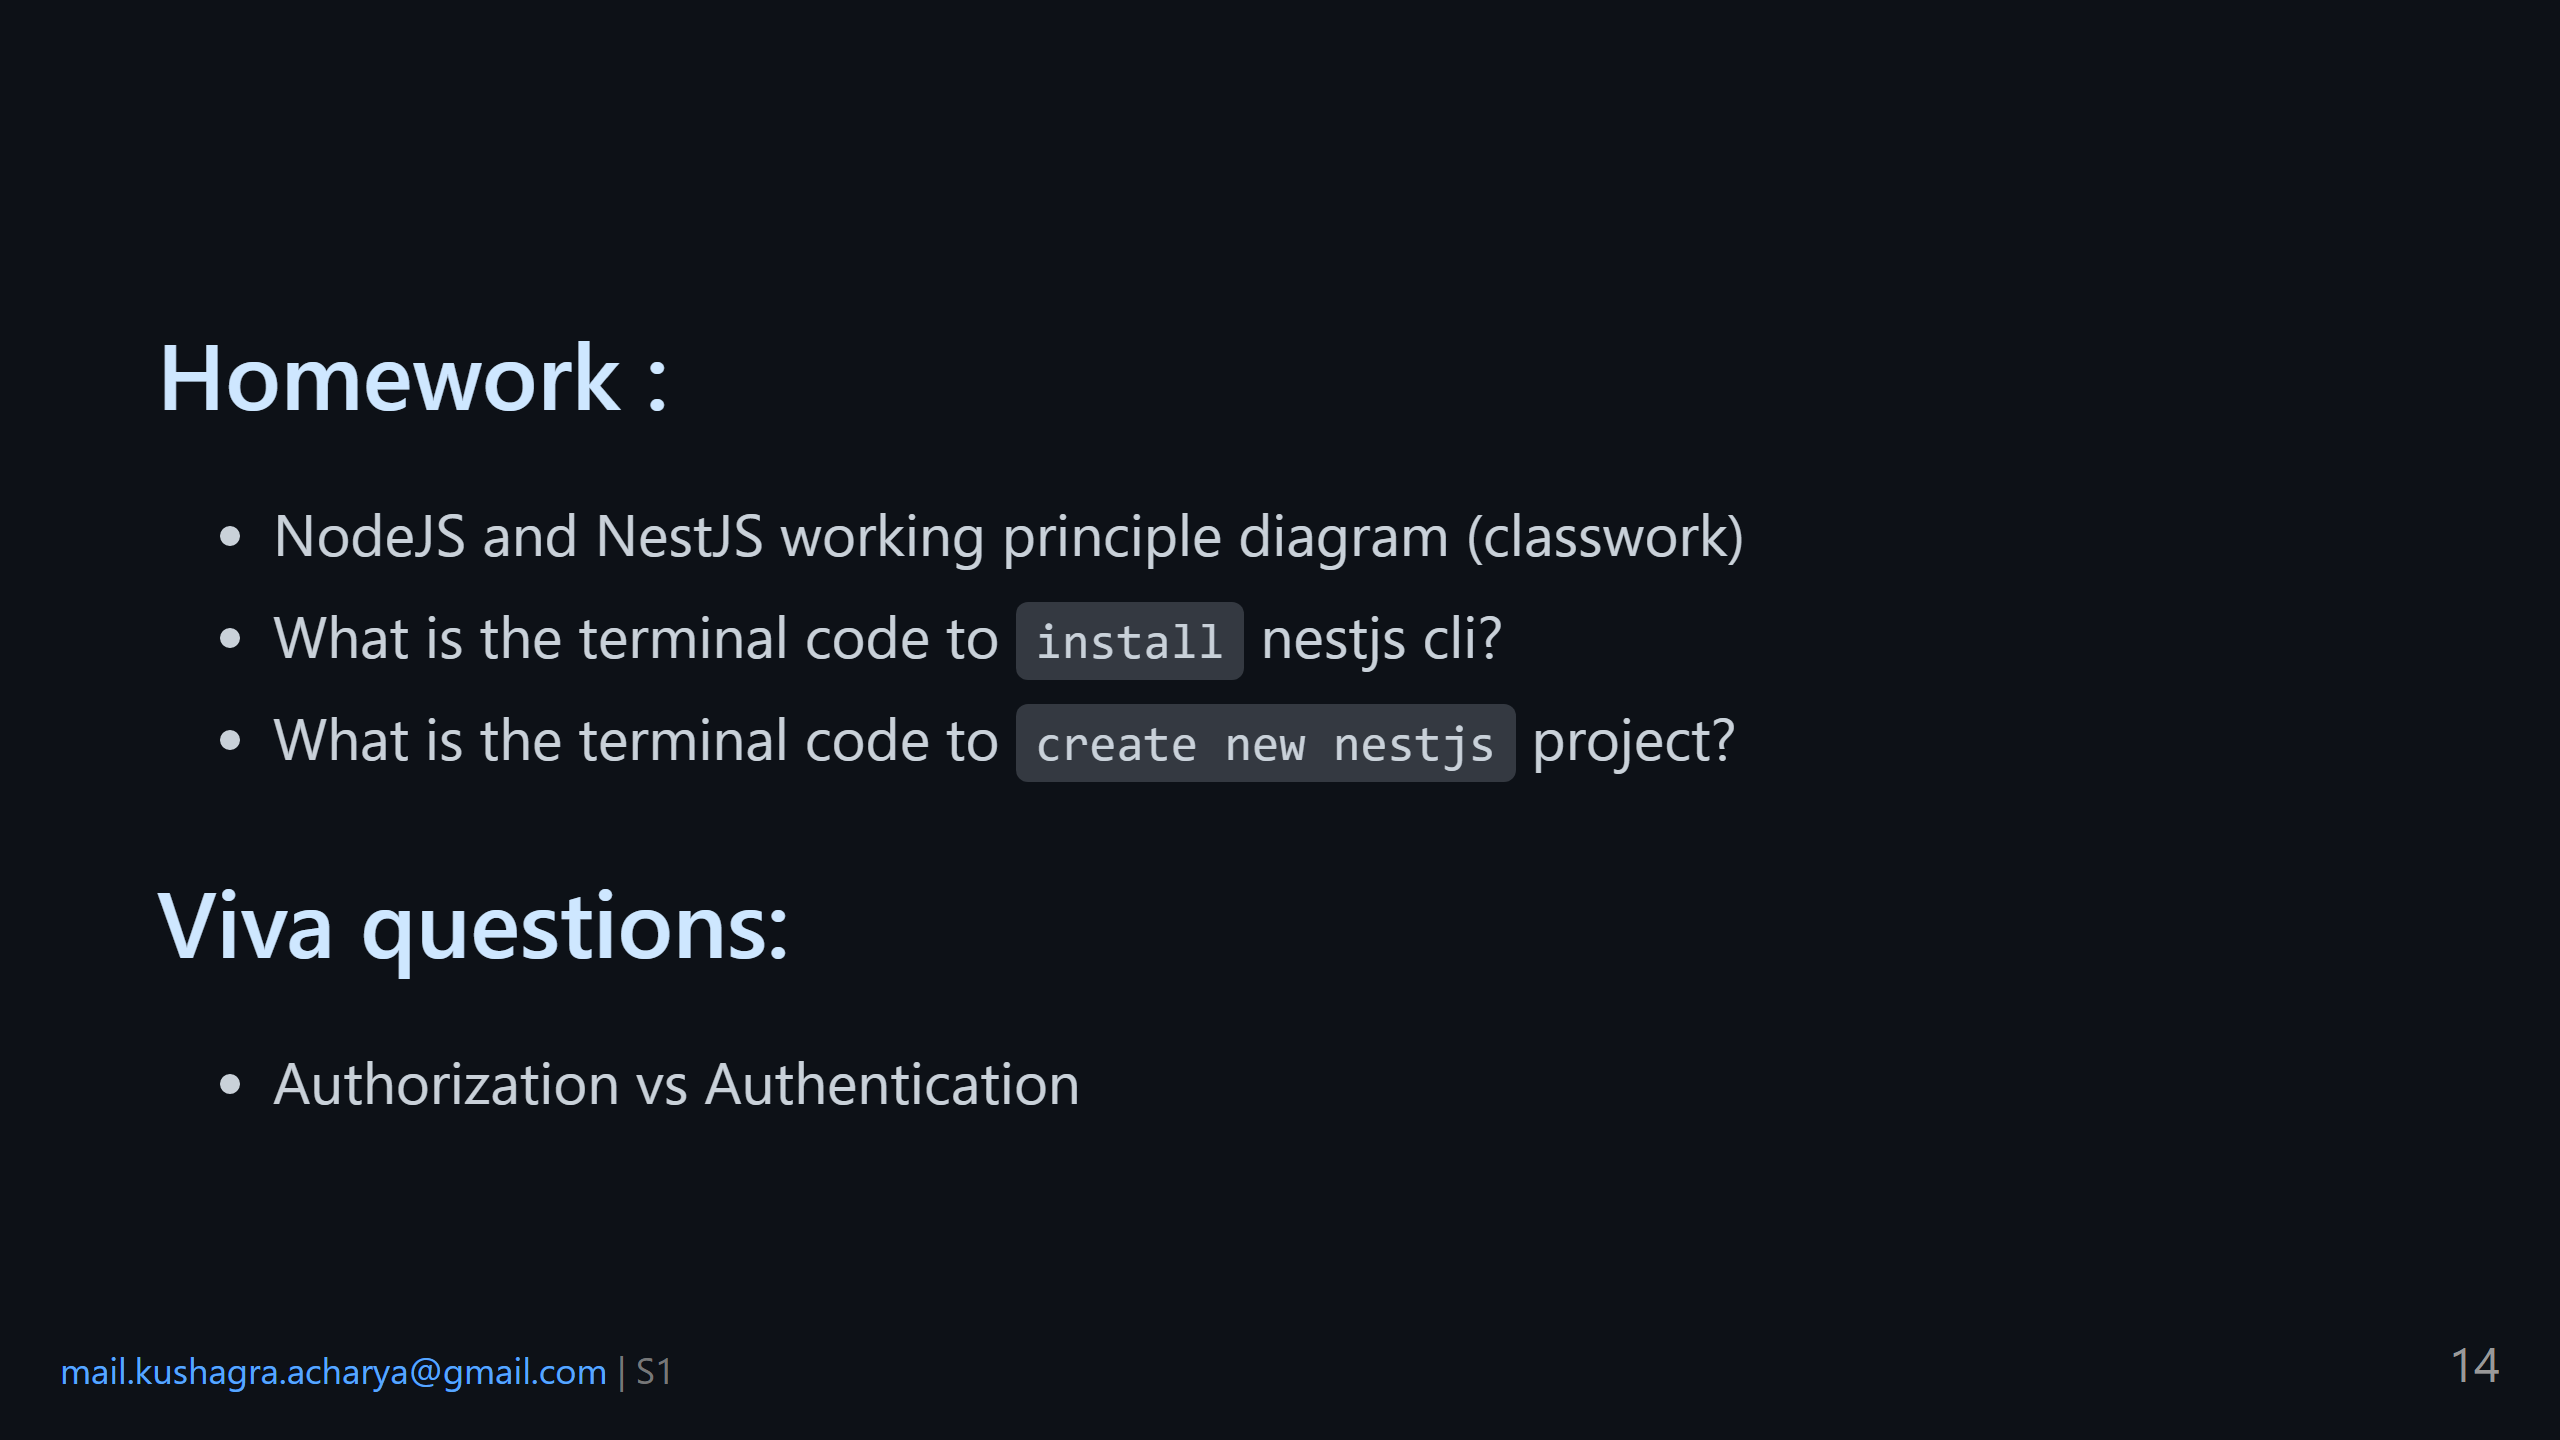 Homework :
• NodeJS and NestJS working principle diagram (classwork)
• What is the terminal code to install nestjs cli?
• What is the terminal code to create new nestjs project?
Viva questions:
• Authorization vs Authentication
mail.kushagra.acharya@gmail.com | S1
14